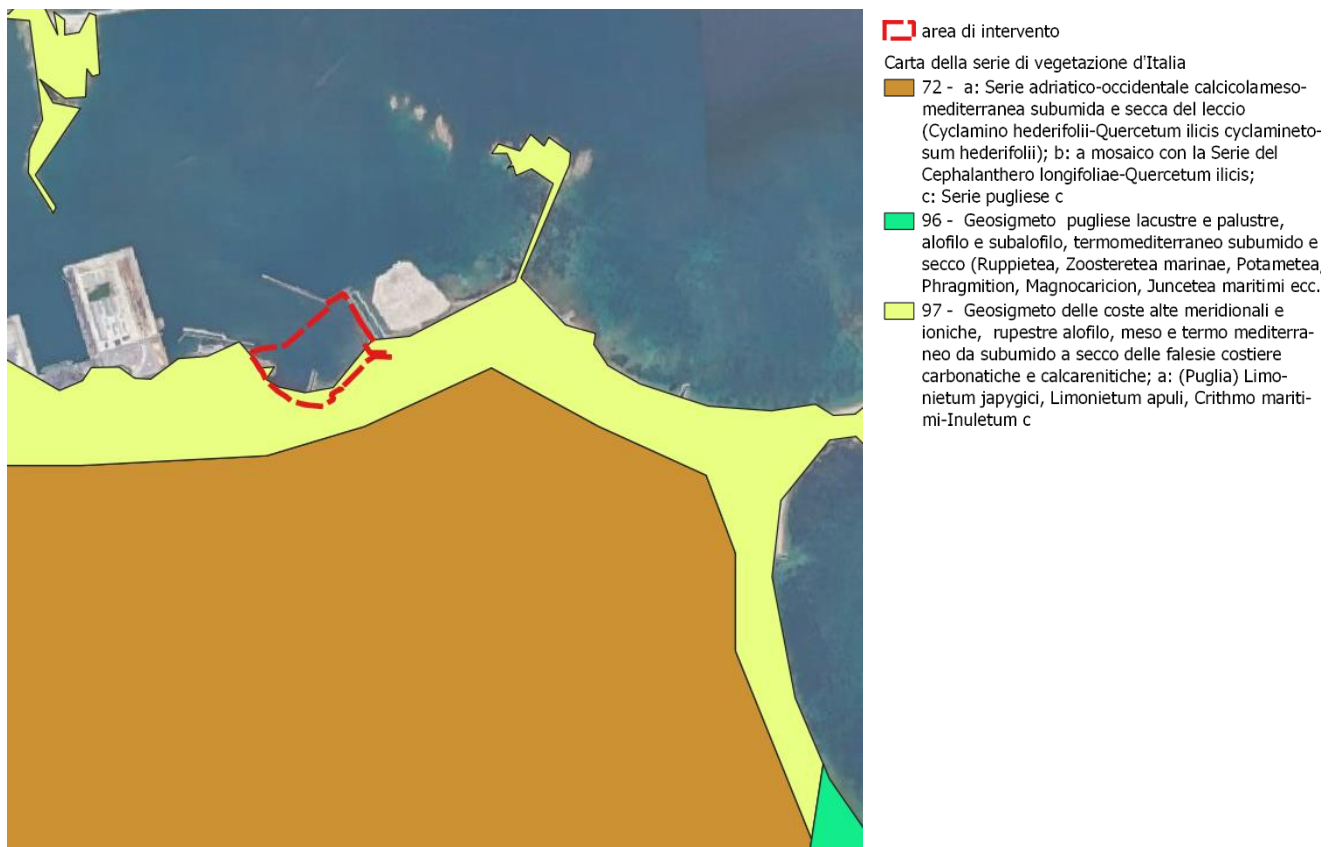 area di intervento
Carta della serie di vegetazione d'Italia
72 - a: Serie adriatico-occidentale calcicolameso-
mediterranea subumida e secca del leccio
(Cyclamino hederifolii-Quercetum ilicis cyclamineto-
sum hederifolii); b: a mosaico con la Serie del
Cephalanthero longifoliae-Quercetum ilicis;
c: Serie pugliese c
96 - Geosigmeto pugliese lacustre e palustre,
alofilo e subalofilo, termomediterraneo subumido e
secco (Ruppietea, Zoosteretea marinae, Potametea,
Phragmition, Magnocaricion, Juncetea maritimi ecc.
97 - Geosigmeto delle coste alte meridionali e
ioniche, rupestre alofilo, meso e termo mediterra-
neo da subumido a secco delle falesie costiere
carbonatiche e calcarenitiche; a: (Puglia) Limo-
nietum japygici, Limonietum apuli, Crithmo mariti-
mi-Inuletum c